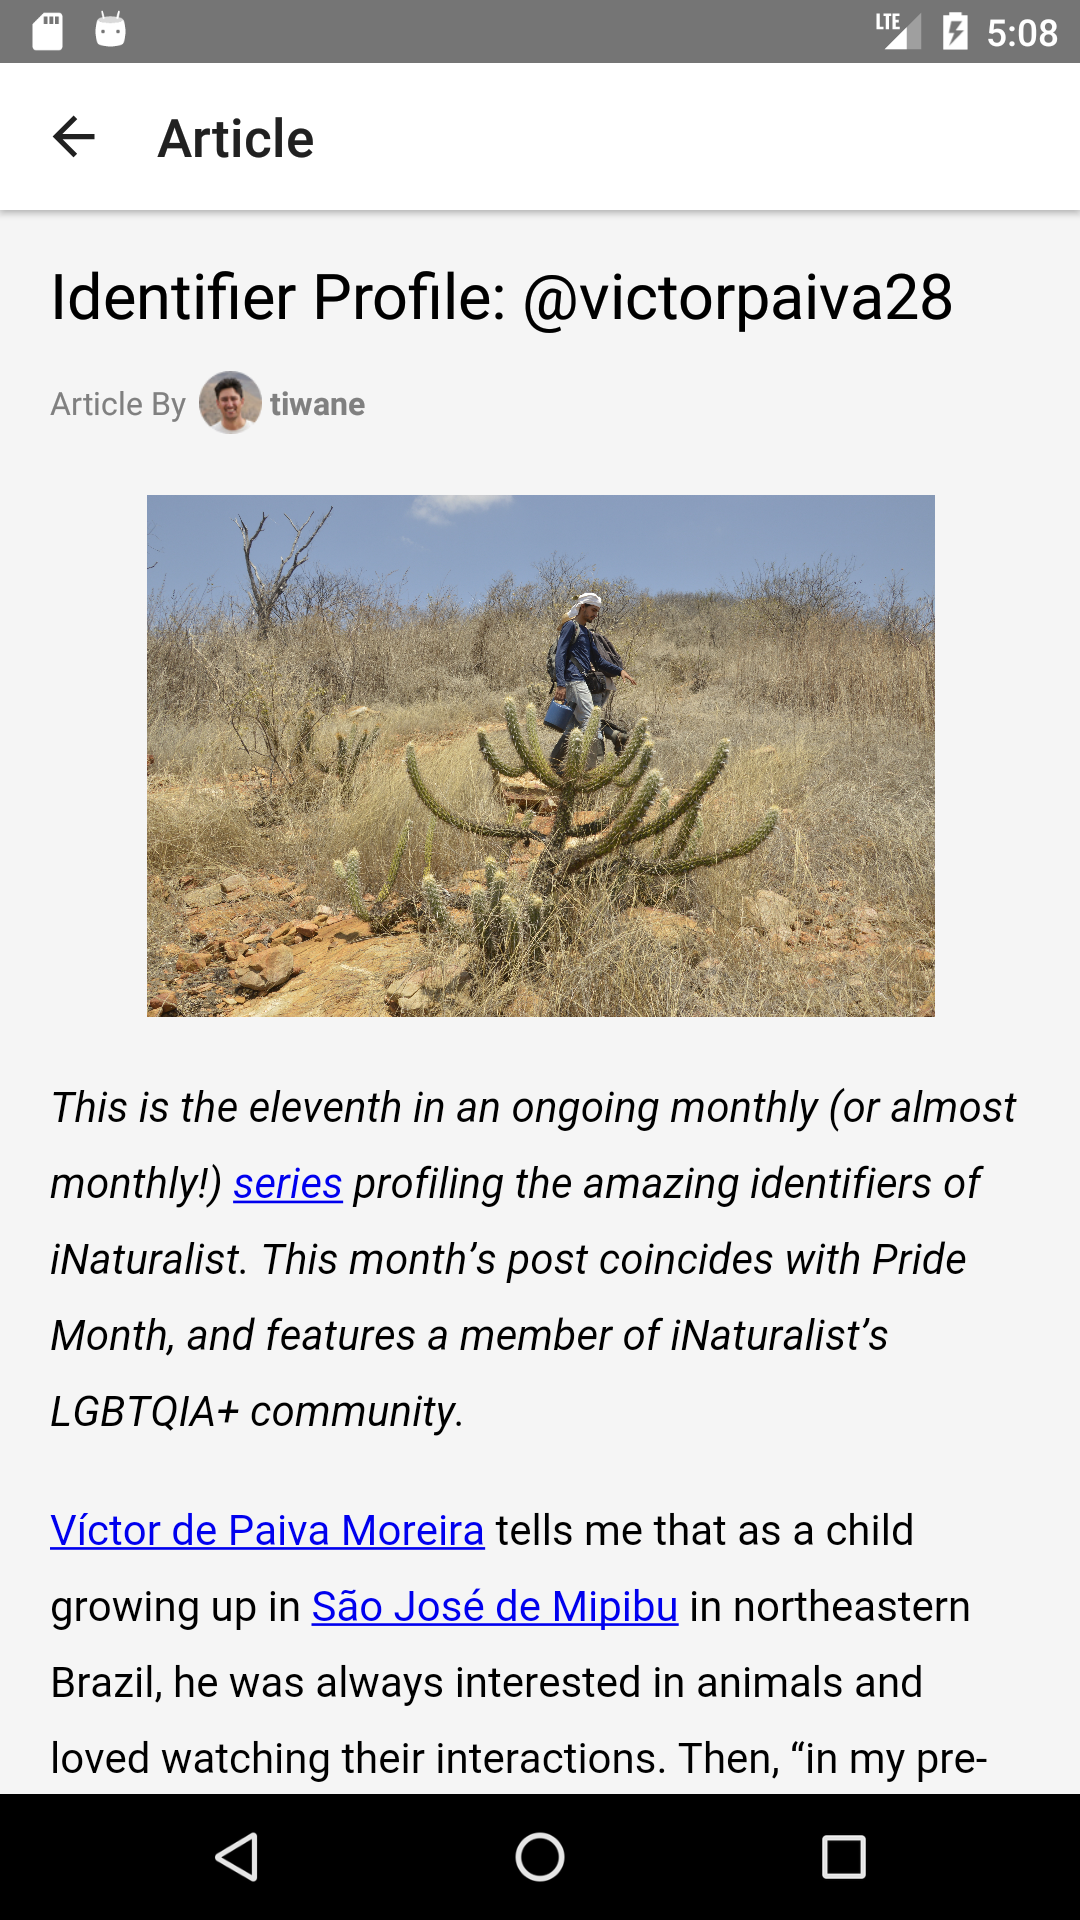 LTE 5:08
Article
Identifier Profile: @victorpaiva28
Article By tiwane
This is the eleventh in an ongoing monthly (or almost
monthly!) series profiling the amazing identifiers of
iNaturalist. This month’s post coincides with Pride
Month, and features a member of iNaturalist’s
LGBTQIA+ community.
Víctor de Paiva Moreira tells me that as a child
growing up in São José de Mipibu in northeastern
Brazil, he was always interested in animals and
loved watching their interactions. Then, “in my pre-